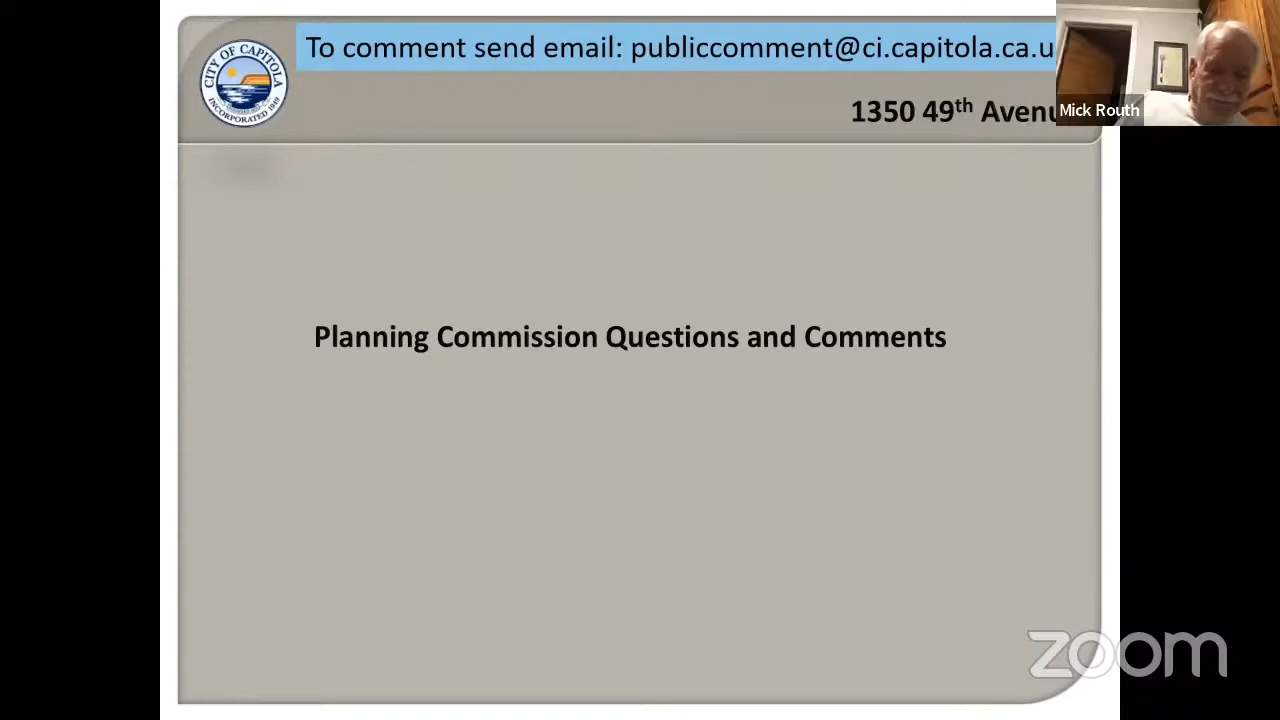 To comment send email: publiccomment@ci.capitola.ca.u
CITY OF CAPITOLA
INCORPORATED 1949
1350 49th Avenu
Mick Routh
Planning Commission Questions and Comments
zoom